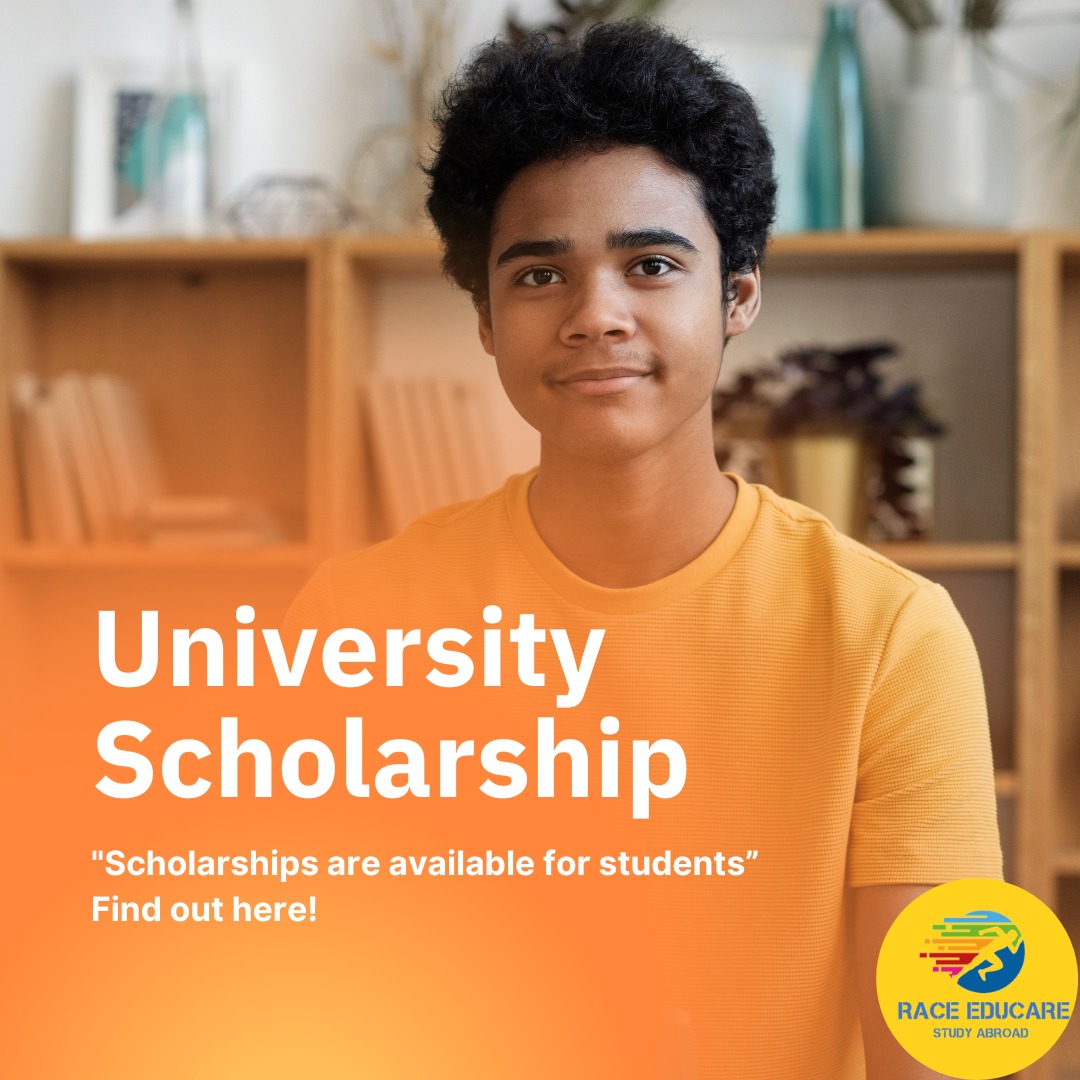 University
Scholarship
"Scholarships are available for students”
Find out here!
RACE EDUCARE
STUDY ABROAD